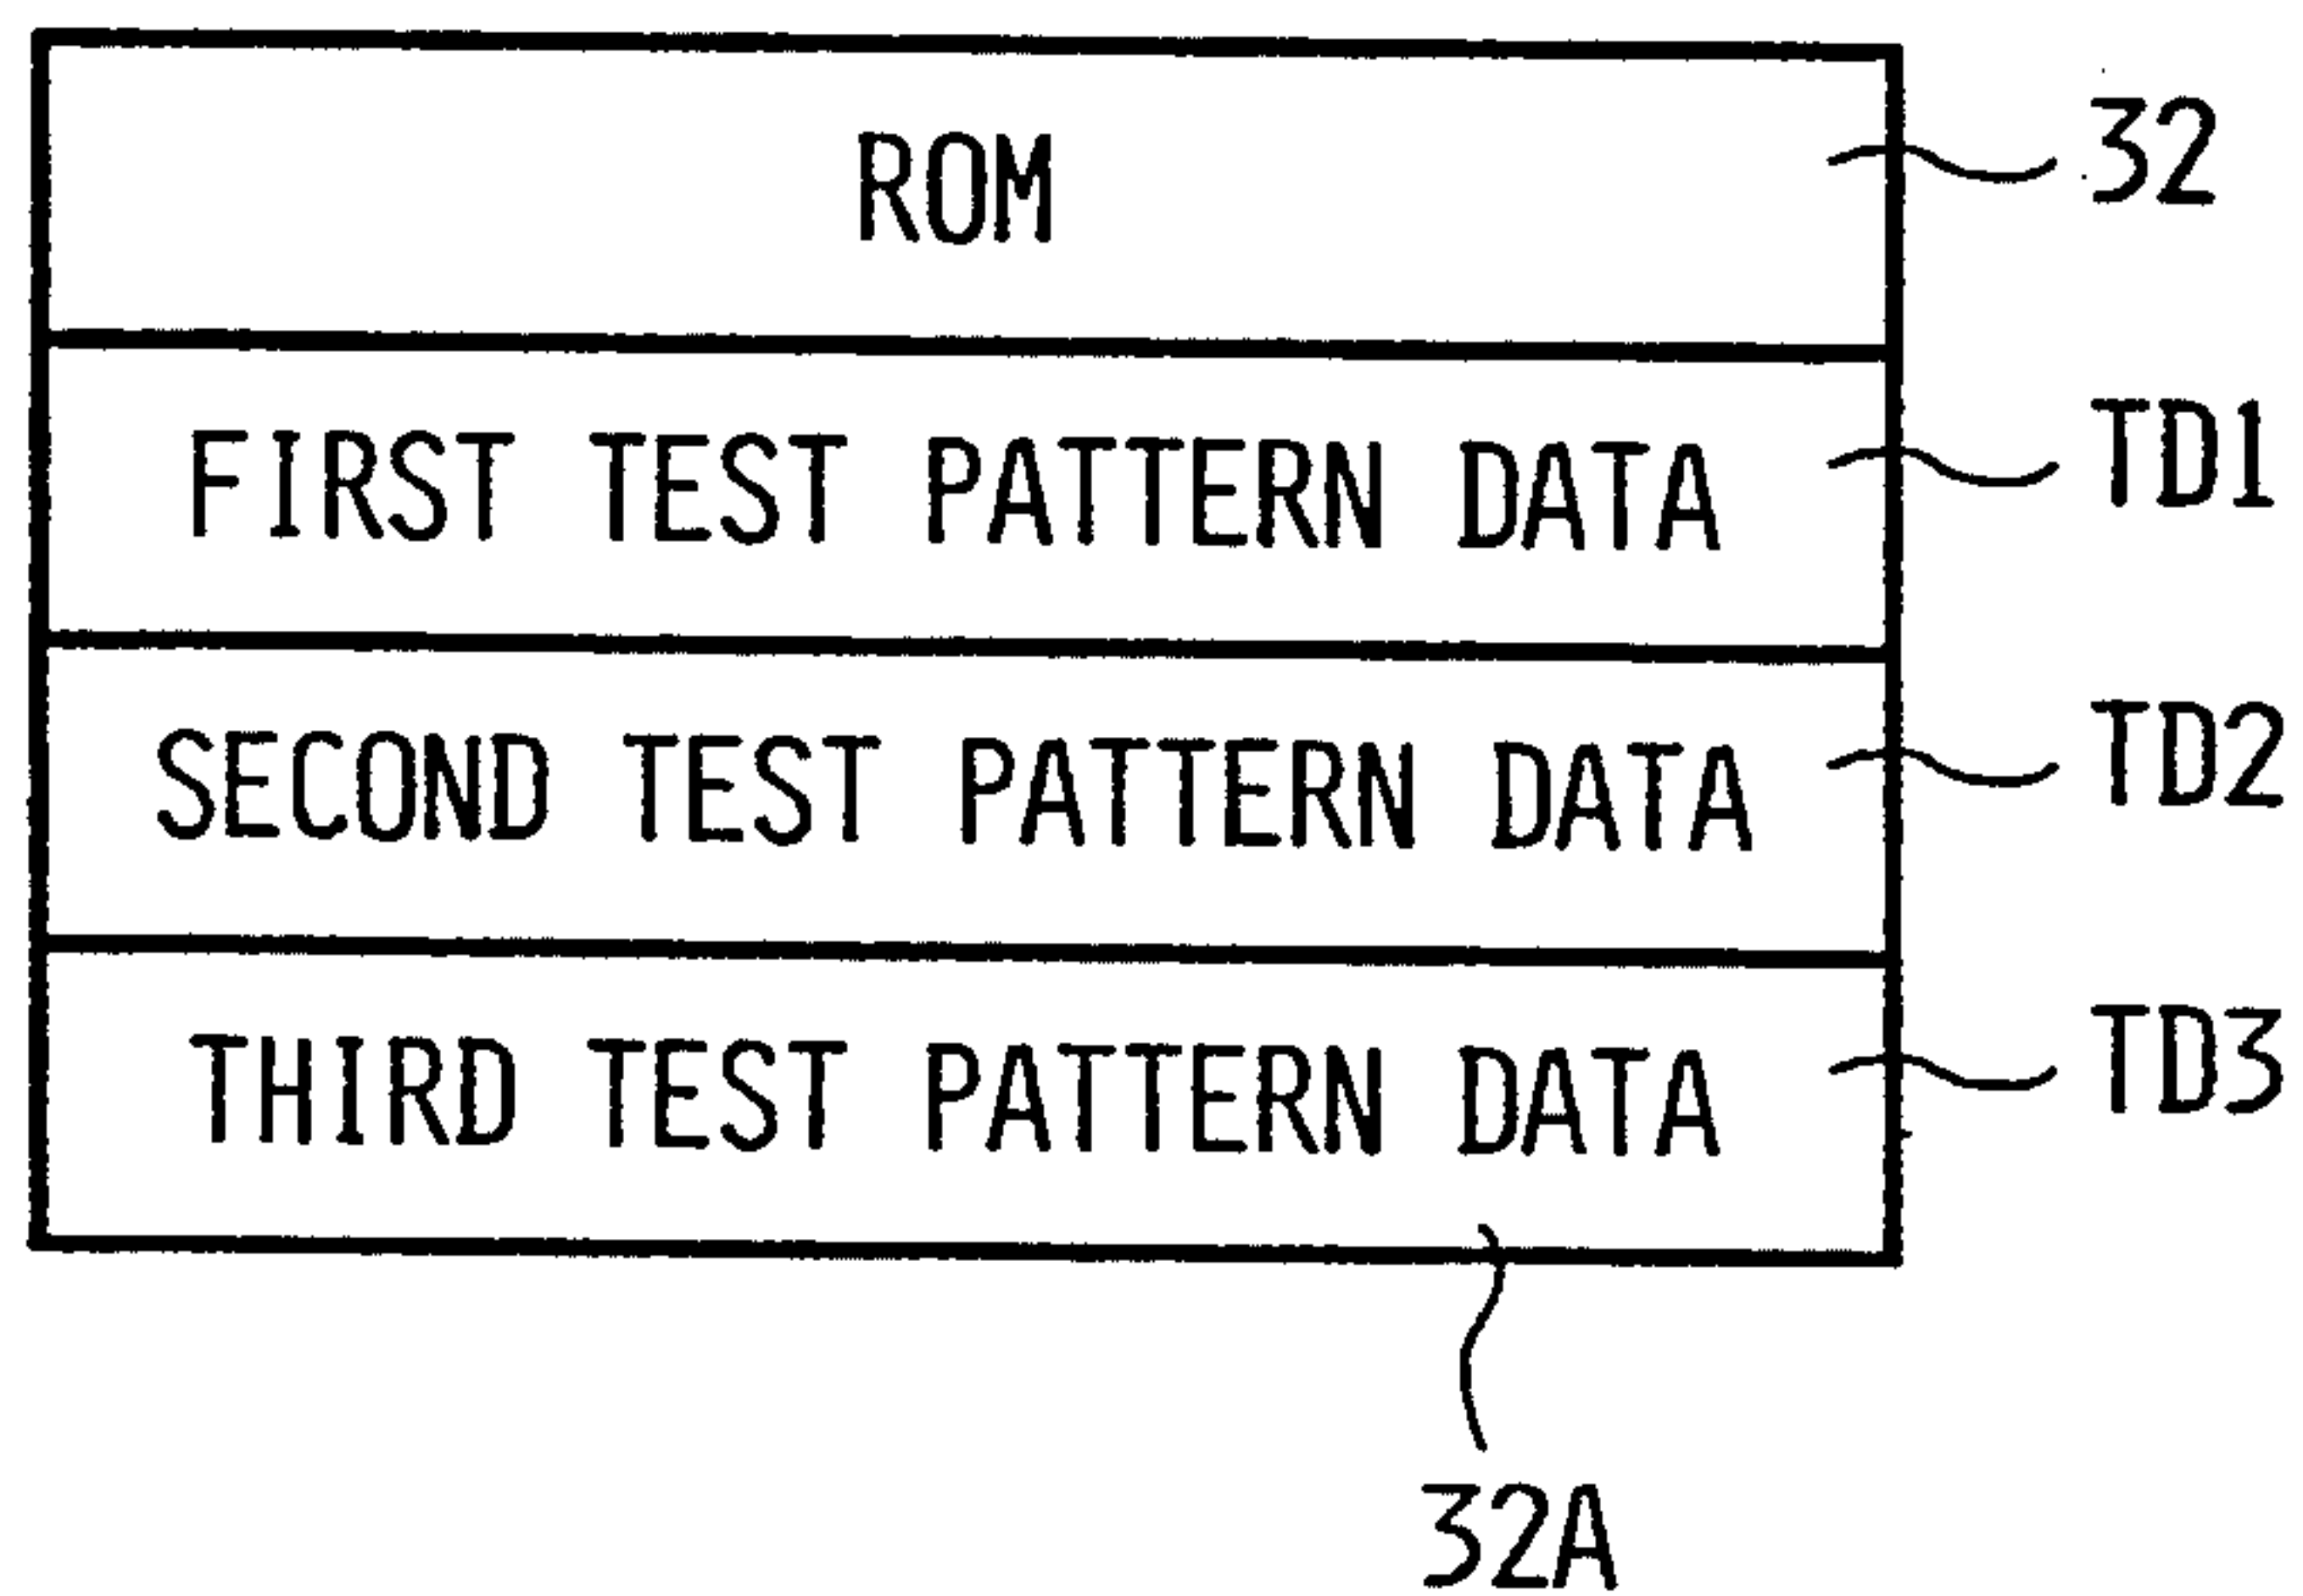 ROM 32
FIRST TEST PATTERN DATA TD1
SECOND TEST PATTERN DATA TD2
THIRD TEST PATTERN DATA TD3
32A